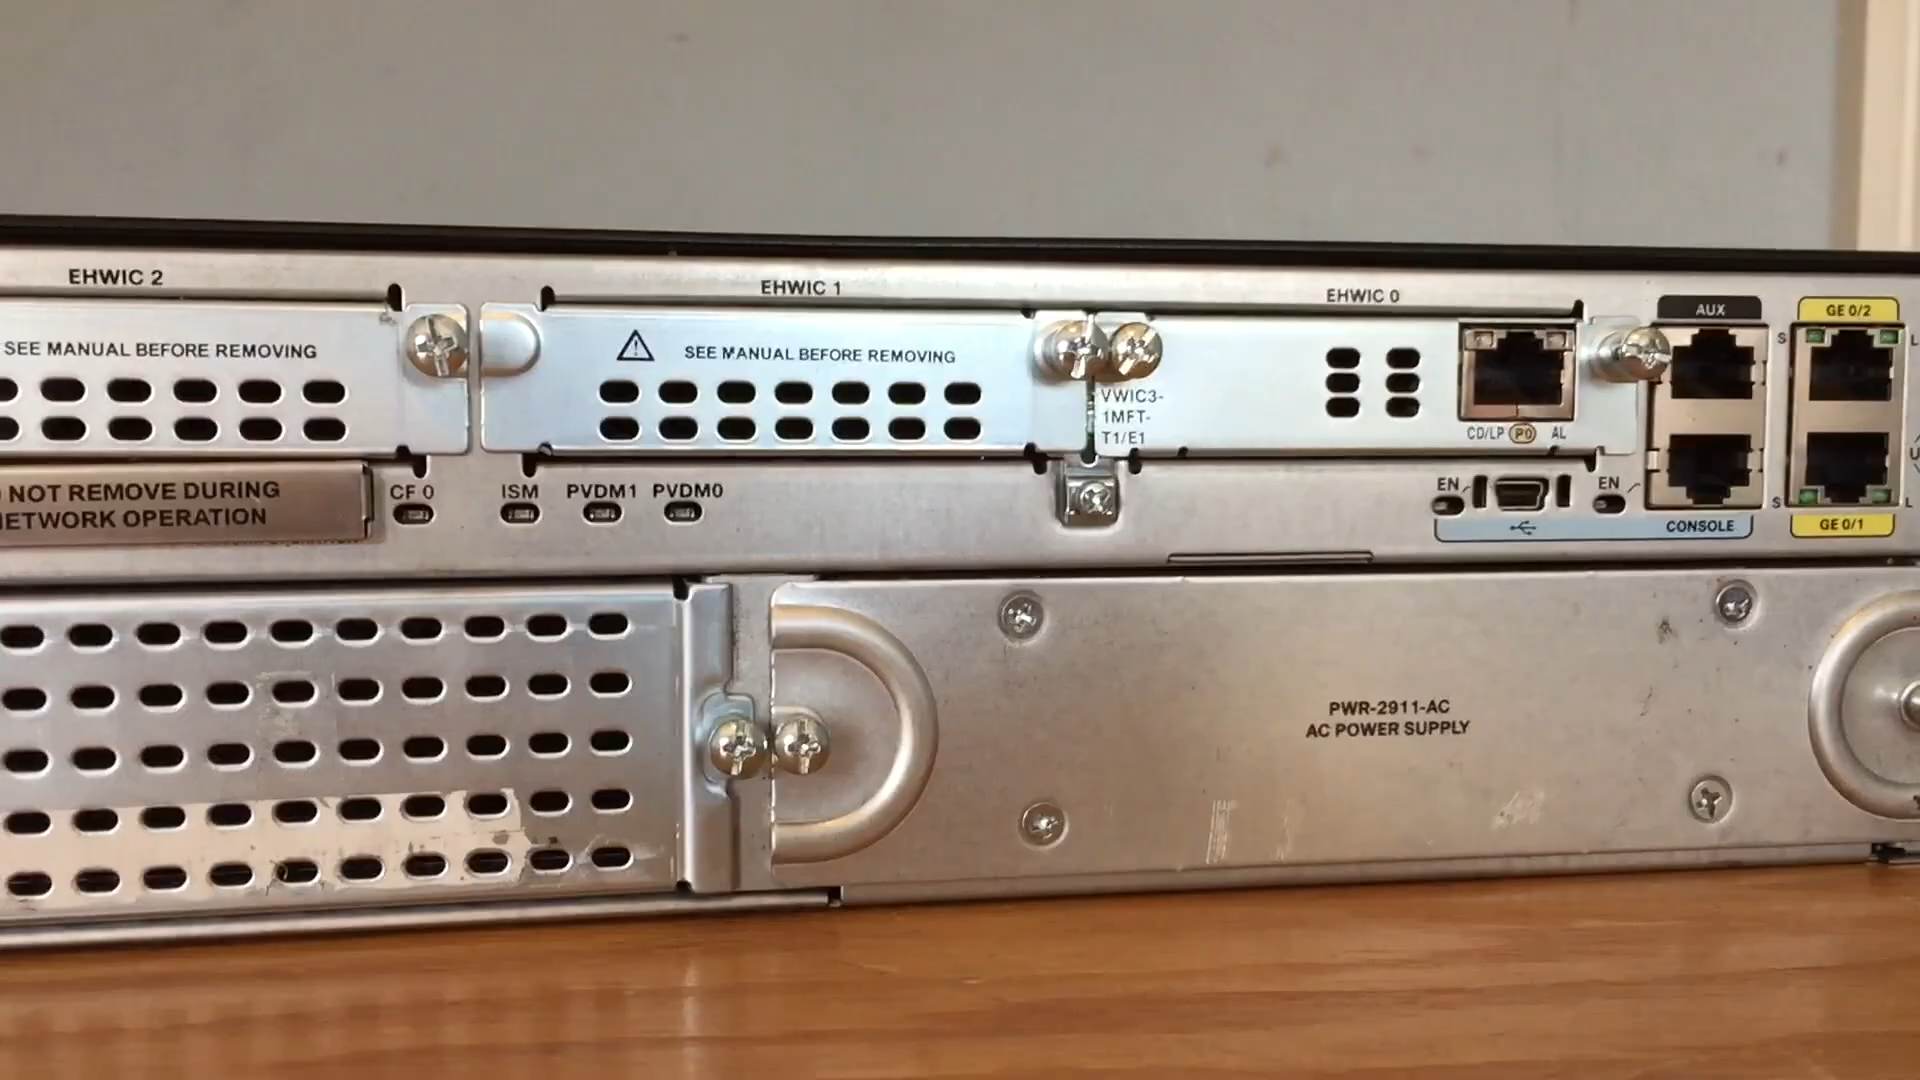 EHWIC 2
EHWIC 1
EHWIC 0
AUX
GE 0/2
SEE MANUAL BEFORE REMOVING
SEE MANUAL BEFORE REMOVING
S
L
VWIC3-
1MFT-
T1/E1
CD/LP P0 AL
NOT REMOVE DURING
NETWORK OPERATION
CF 0
ISM
PVDM1
PVDM0
EN
EN
S
L
CONSOLE
GE 0/1
PWR-2911-AC
AC POWER SUPPLY